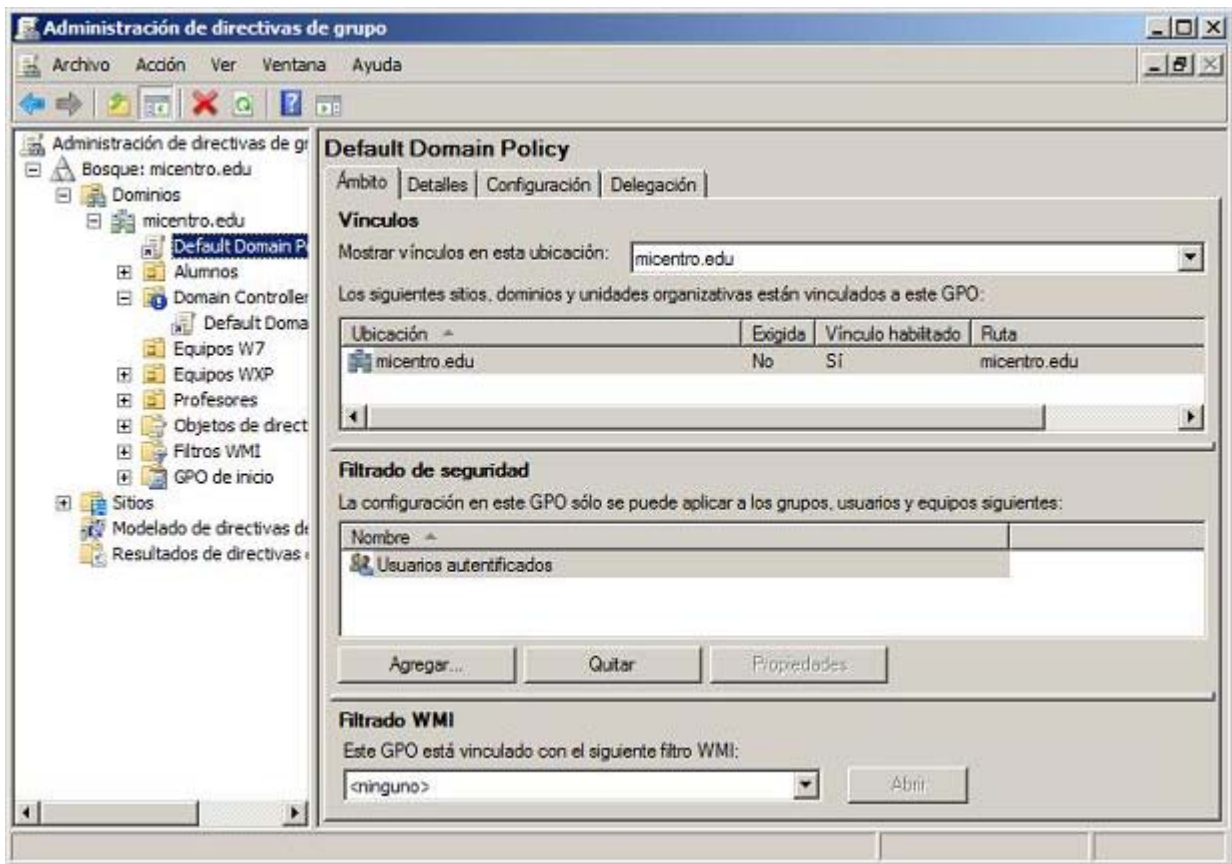 Administración de directivas de grupo
Archivo Acción Ver Ventana Ayuda
Administración de directivas de gr
Bosque: micentro.edu
Dominios
micentro.edu
Default Domain P
Alumnos
Domain Controller
Default Doma
Equipos W7
Equipos WXP
Profesores
Objetos de direct
Filtros WMI
GPO de inicio
Sitios
Modelado de directivas de
Resultados de directivas
Default Domain Policy
Ámbito Detalles Configuración Delegación
Vínculos
Mostrar vínculos en esta ubicación: micentro.edu
Los siguientes sitios, dominios y unidades organizativas están vinculados a este GPO:
Ubicación Exigida Vínculo habilitado Ruta
micentro.edu No Sí micentro.edu
Filtrado de seguridad
La configuración en este GPO sólo se puede aplicar a los grupos, usuarios y equipos siguientes:
Nombre
Usuarios autentificados
Agregar... Quitar Propiedades
Filtrado WMI
Este GPO está vinculado con el siguiente filtro WMI:
<ninguno> Abrir